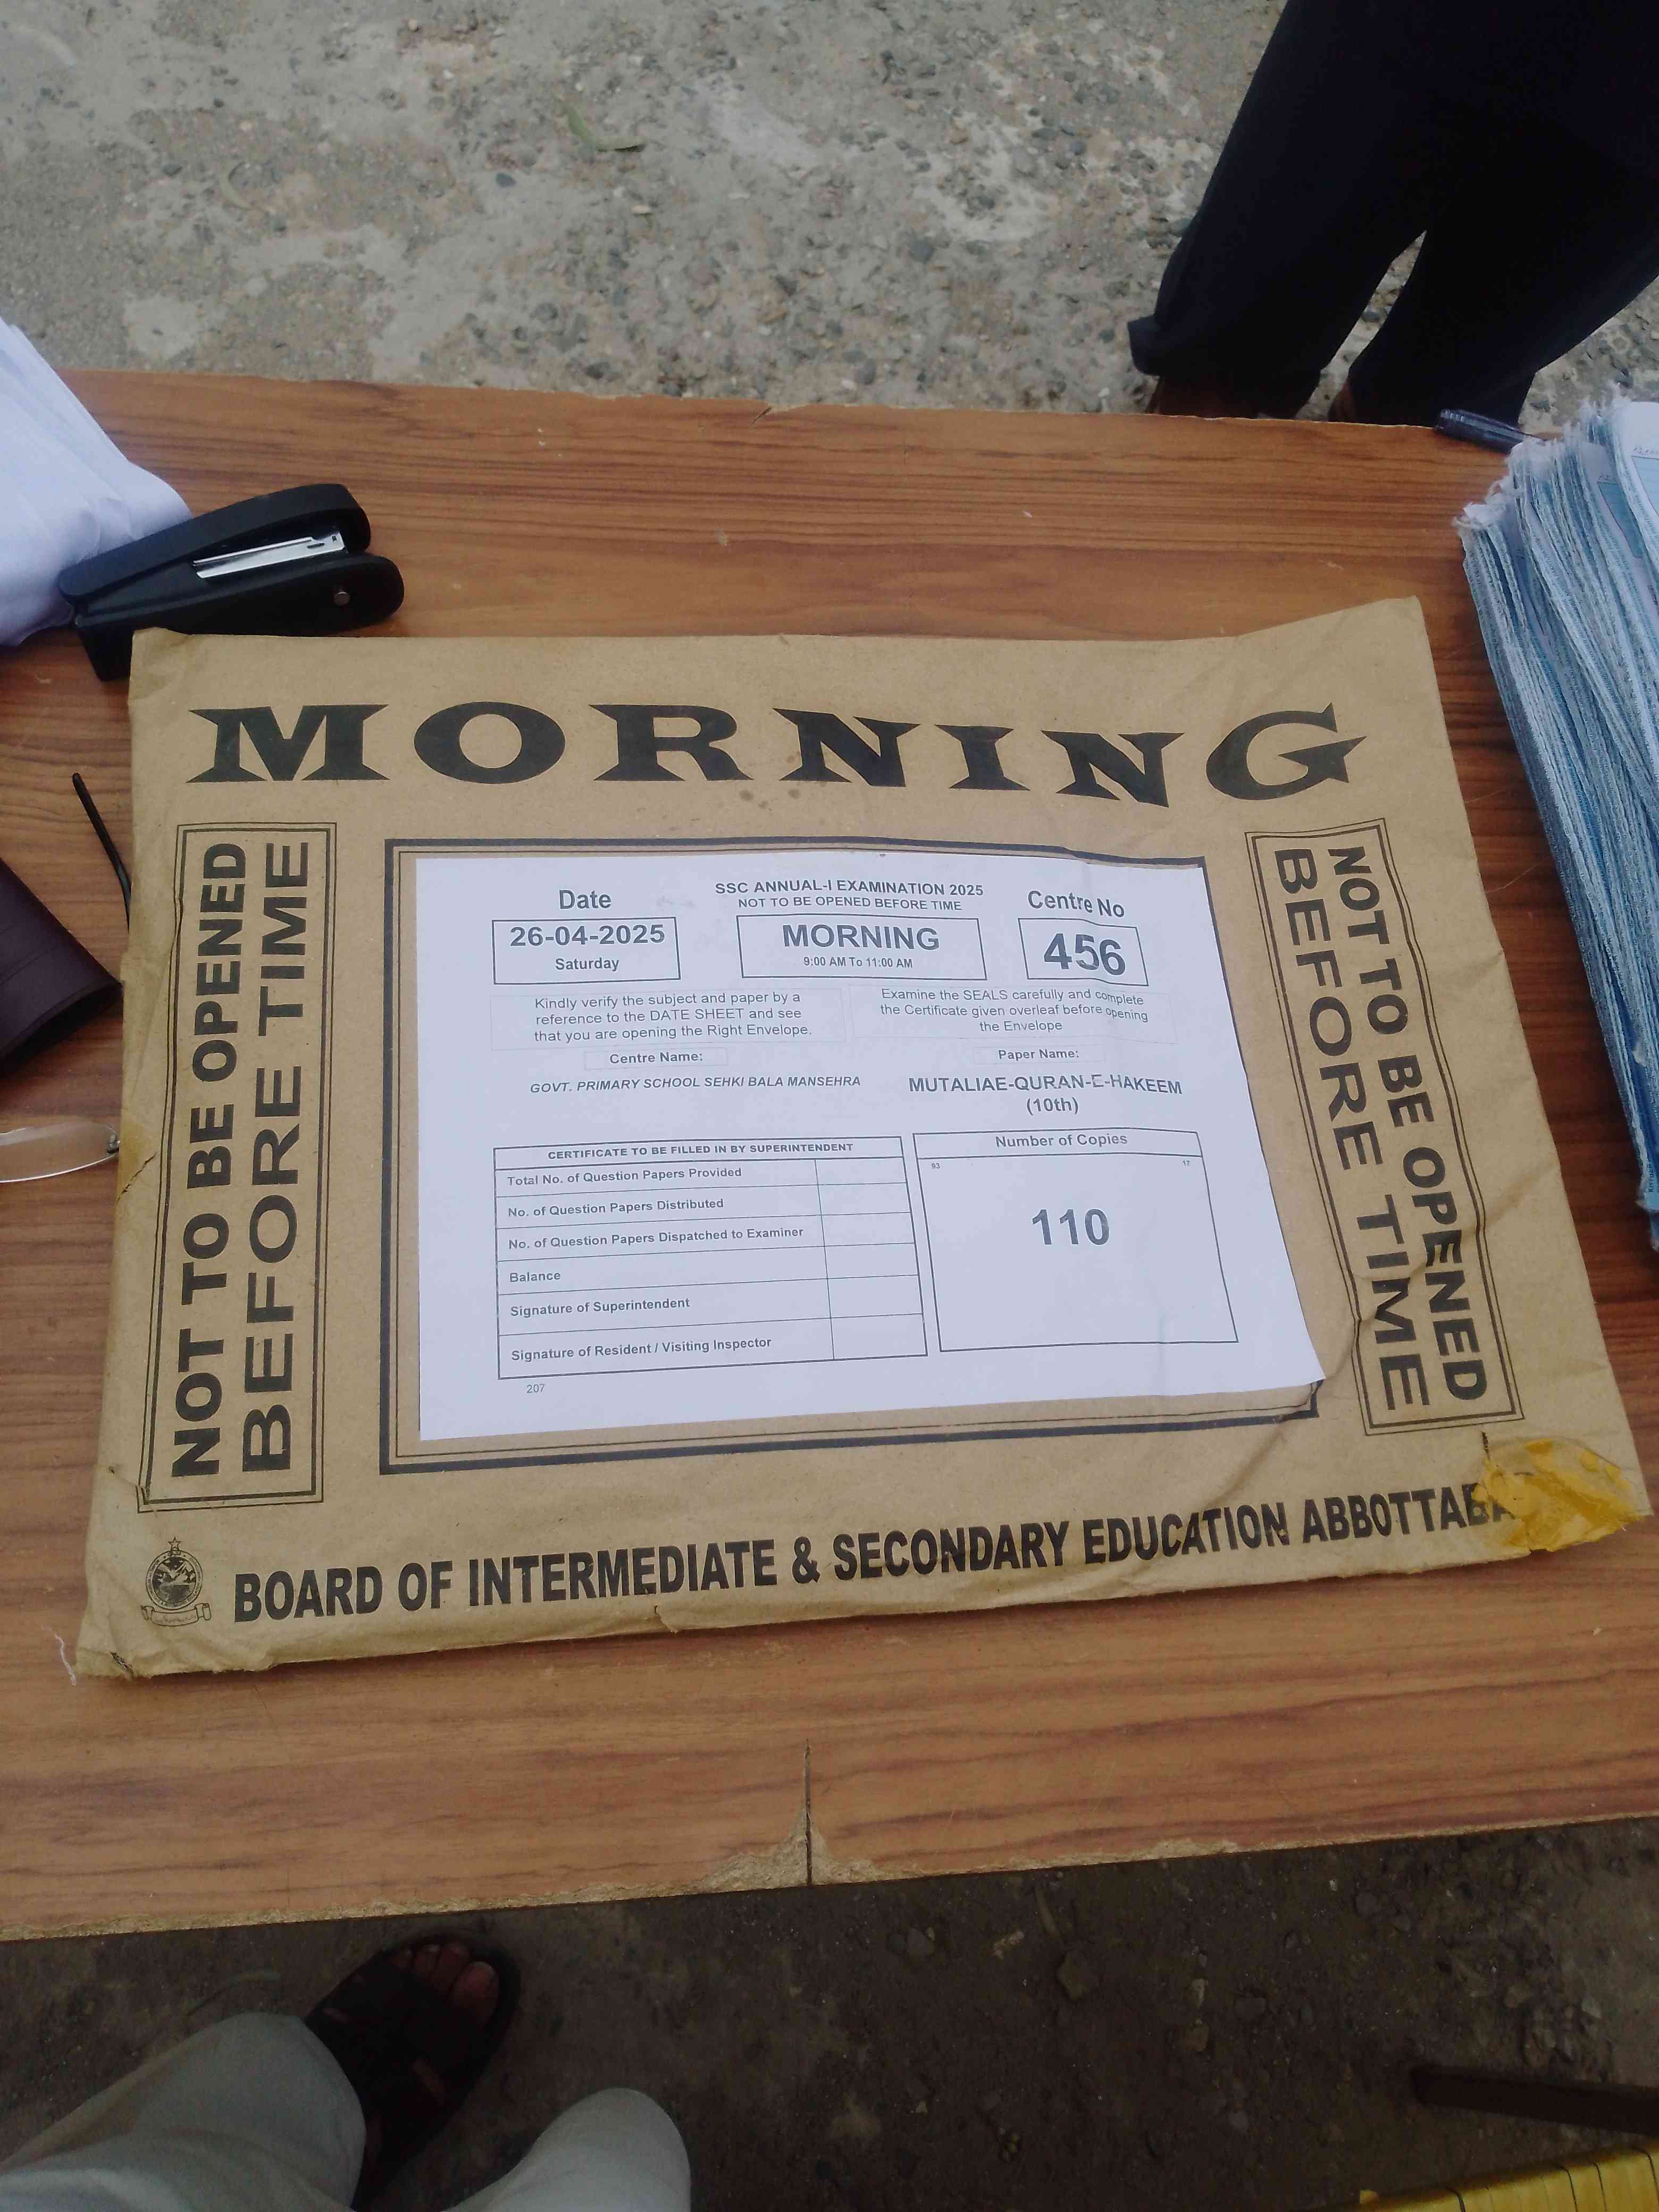 MORNING
NOT TO BE OPENED
BEFORE TIME
Date
26-04-2025
Saturday
SSC ANNUAL-I EXAMINATION 2025
NOT TO BE OPENED BEFORE TIME
MORNING
9:00 AM To 11:00 AM
Centre No
456
Kindly verify the subject and paper by a
reference to the DATE SHEET and see
that you are opening the Right Envelope.
Examine the SEALS carefully and complete
the Certificate given overleaf before opening
the Envelope
Centre Name:
GOVT. PRIMARY SCHOOL SEHKI BALA MANSEHRA
Paper Name:
MUTALIAE-QURAN-E-HAKEEM
(10th)
CERTIFICATE TO BE FILLED IN BY SUPERINTENDENT
Total No. of Question Papers Provided
No. of Question Papers Distributed
No. of Question Papers Dispatched to Examiner
Balance
Signature of Superintendent
Signature of Resident / Visiting Inspector
Number of Copies
93 17
110
207
NOT TO BE OPENED
BEFORE TIME
BOARD OF INTERMEDIATE & SECONDARY EDUCATION ABBOTTABA